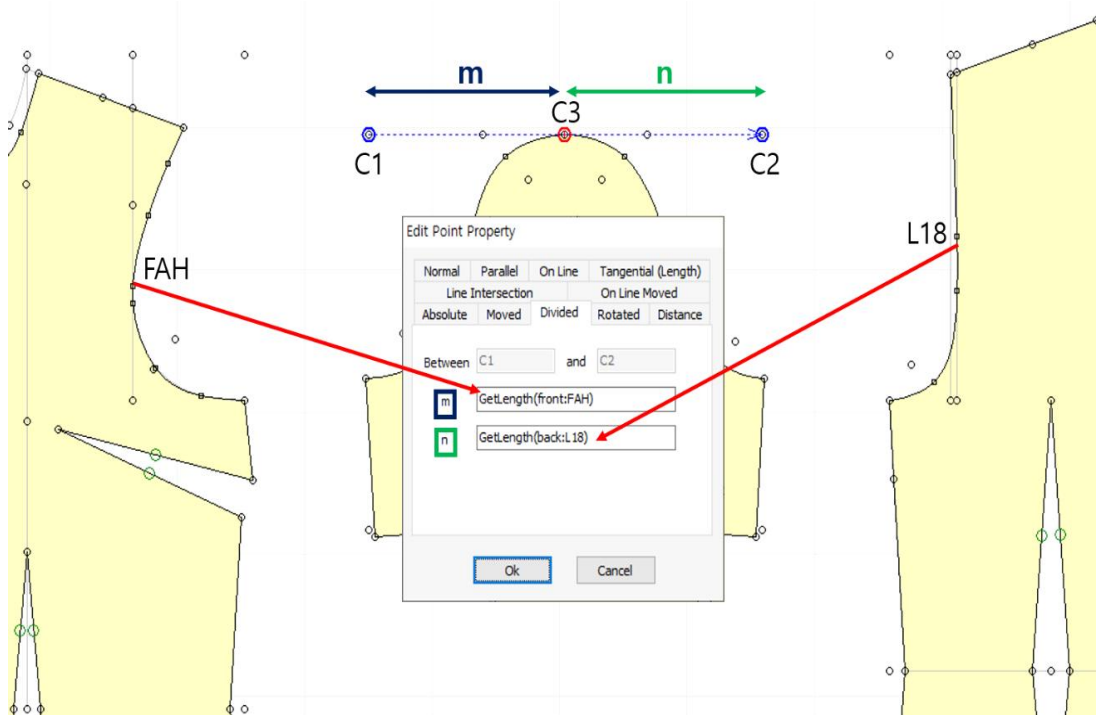 m
n
C3
C1
C2
FAH
L18
Edit Point Property
Normal Parallel On Line Tangential (Length)
Line Intersection On Line Moved
Absolute Moved Divided Rotated Distance
Between C1 and C2
m GetLength(front:FAH)
n GetLength(back:L18)
Ok Cancel